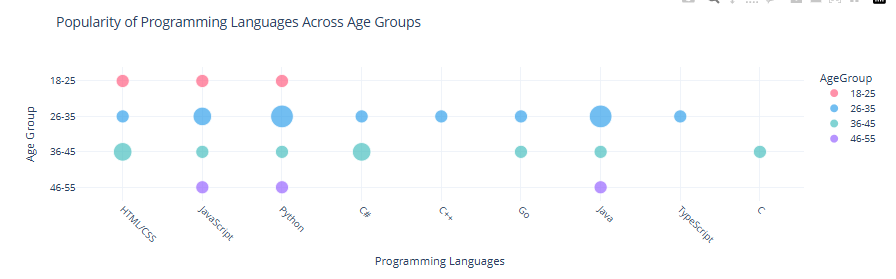 Popularity of Programming Languages Across Age Groups
Age Group
18-25
26-35
36-45
46-55
HTML/CSS
JavaScript
Python
C#
C++
Go
Java
TypeScript
C
Programming Languages
AgeGroup
18-25
26-35
36-45
46-55